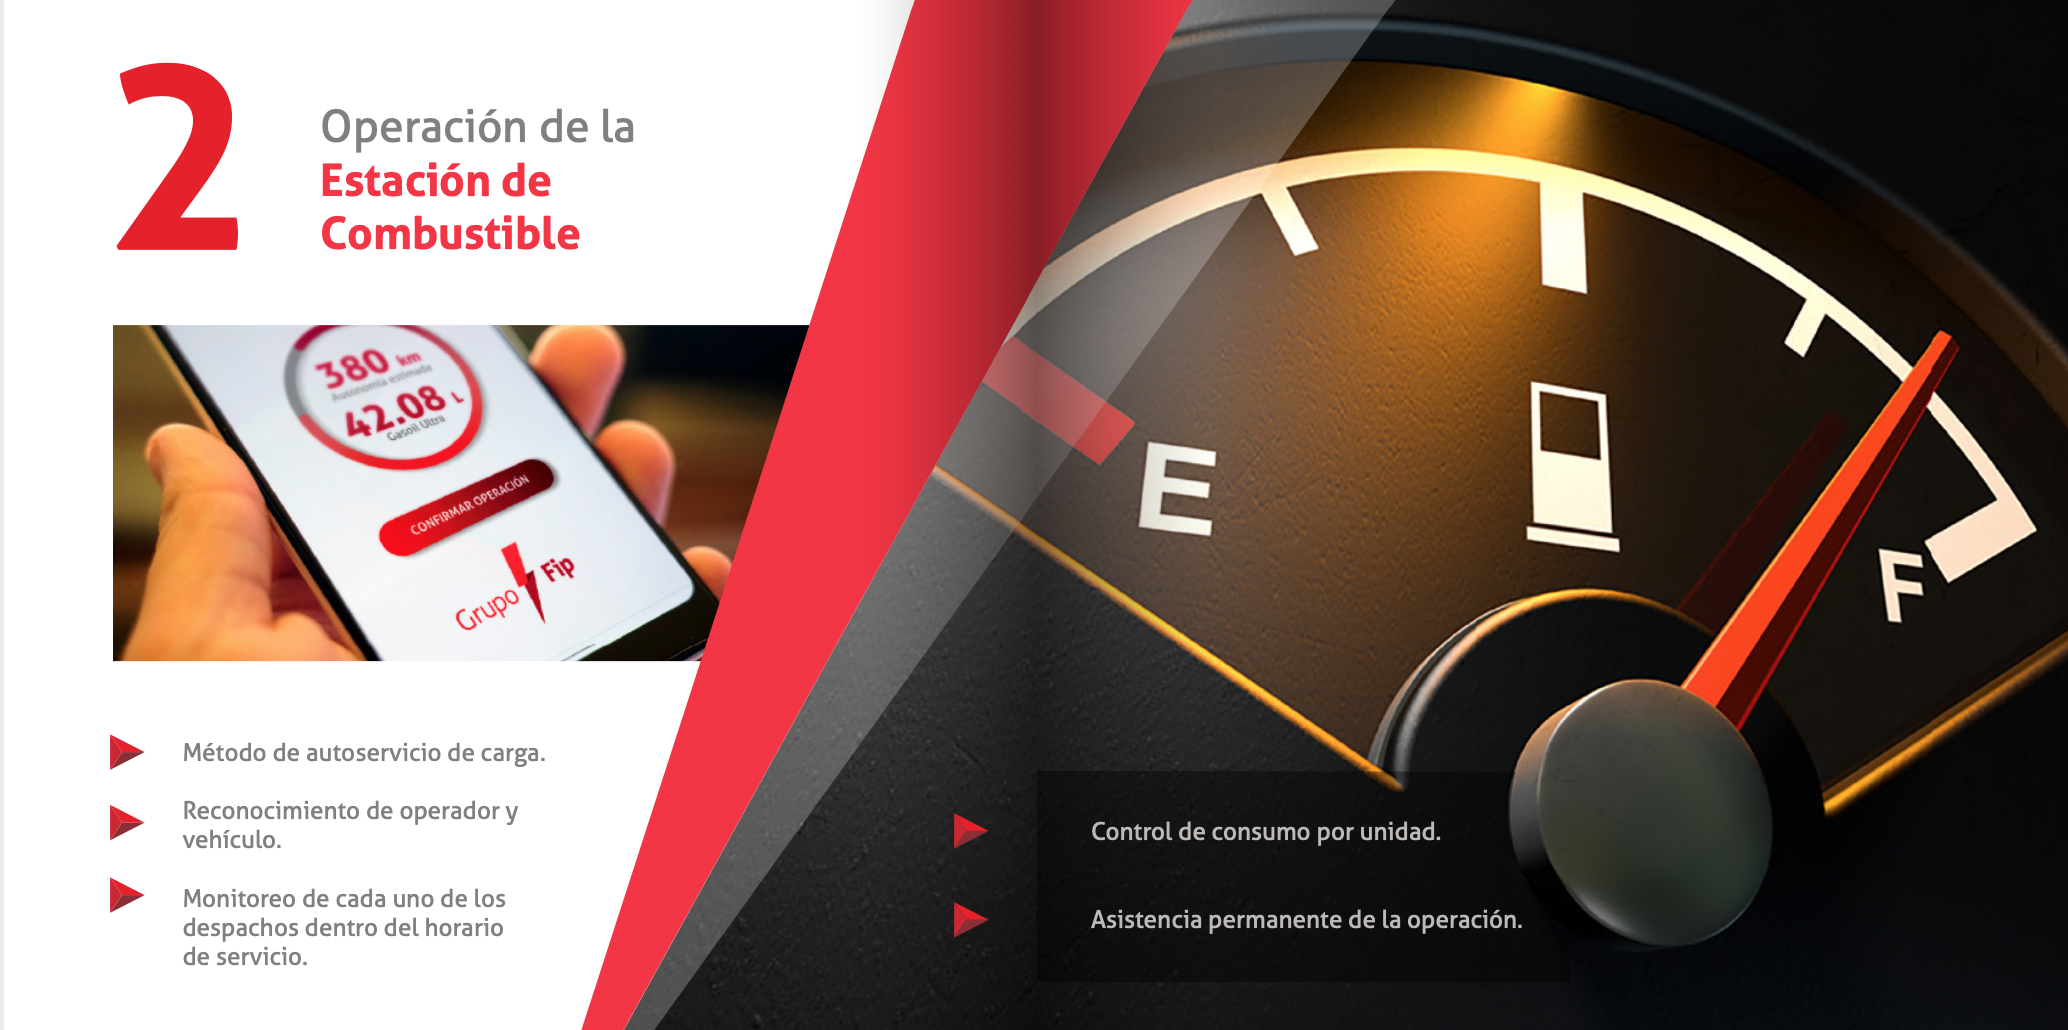 2
Operación de la
Estación de
Combustible
380 km
Autonomía estimada
42.08 L
Gasoil Ultra
CONFIRMAR OPERACIÓN
Grupo Fip
Método de autoservicio de carga.
Reconocimiento de operador y
vehículo.
Monitoreo de cada uno de los
despachos dentro del horario
de servicio.
E
F
Control de consumo por unidad.
Asistencia permanente de la operación.